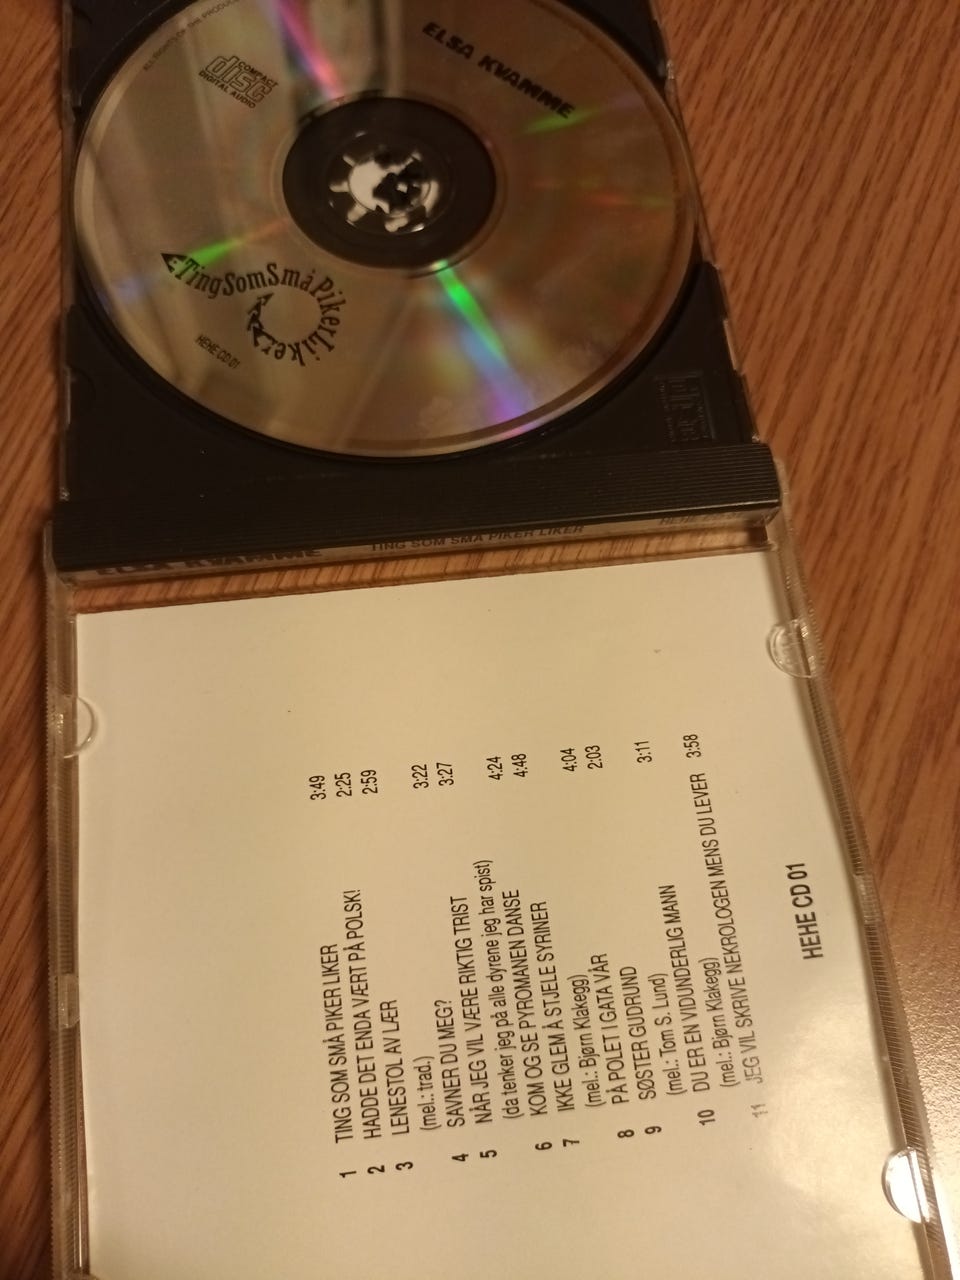 ALL RIGHTS OF THE
COMPACT
disc
DIGITAL AUDIO
ELSA KVAMME
TingSomSmåPikerLiker
HEHE CD 01
ELSA KVAMME TING SOM SMÅ PIKER LIKER HEHE
1 TING SOM SMÅ PIKER LIKER 3:49
2 HADDE DET ENDA VÆRT PÅ POLSK! 2:25
3 LENESTOL AV LÆR 2:59
(mel.: trad.)
4 SAVNER DU MEG? 3:22
5 NÅR JEG VIL VÆRE RIKTIG TRIST 3:27
(da tenker jeg på alle dyrene jeg har spist)
6 KOM OG SE PYROMANEN DANSE 4:24
7 IKKE GLEM Å STJELE SYRINER 4:48
(mel.: Bjørn Klakegg)
8 PÅ POLET I GATA VÅR 4:04
9 SØSTER GUDRUND 2:03
(mel.: Tom S. Lund)
10 DU ER EN VIDUNDERLIG MANN 3:11
(mel.: Bjørn Klakegg)
11 JEG VIL SKRIVE NEKROLOGEN MENS DU LEVER 3:58
HEHE CD 01